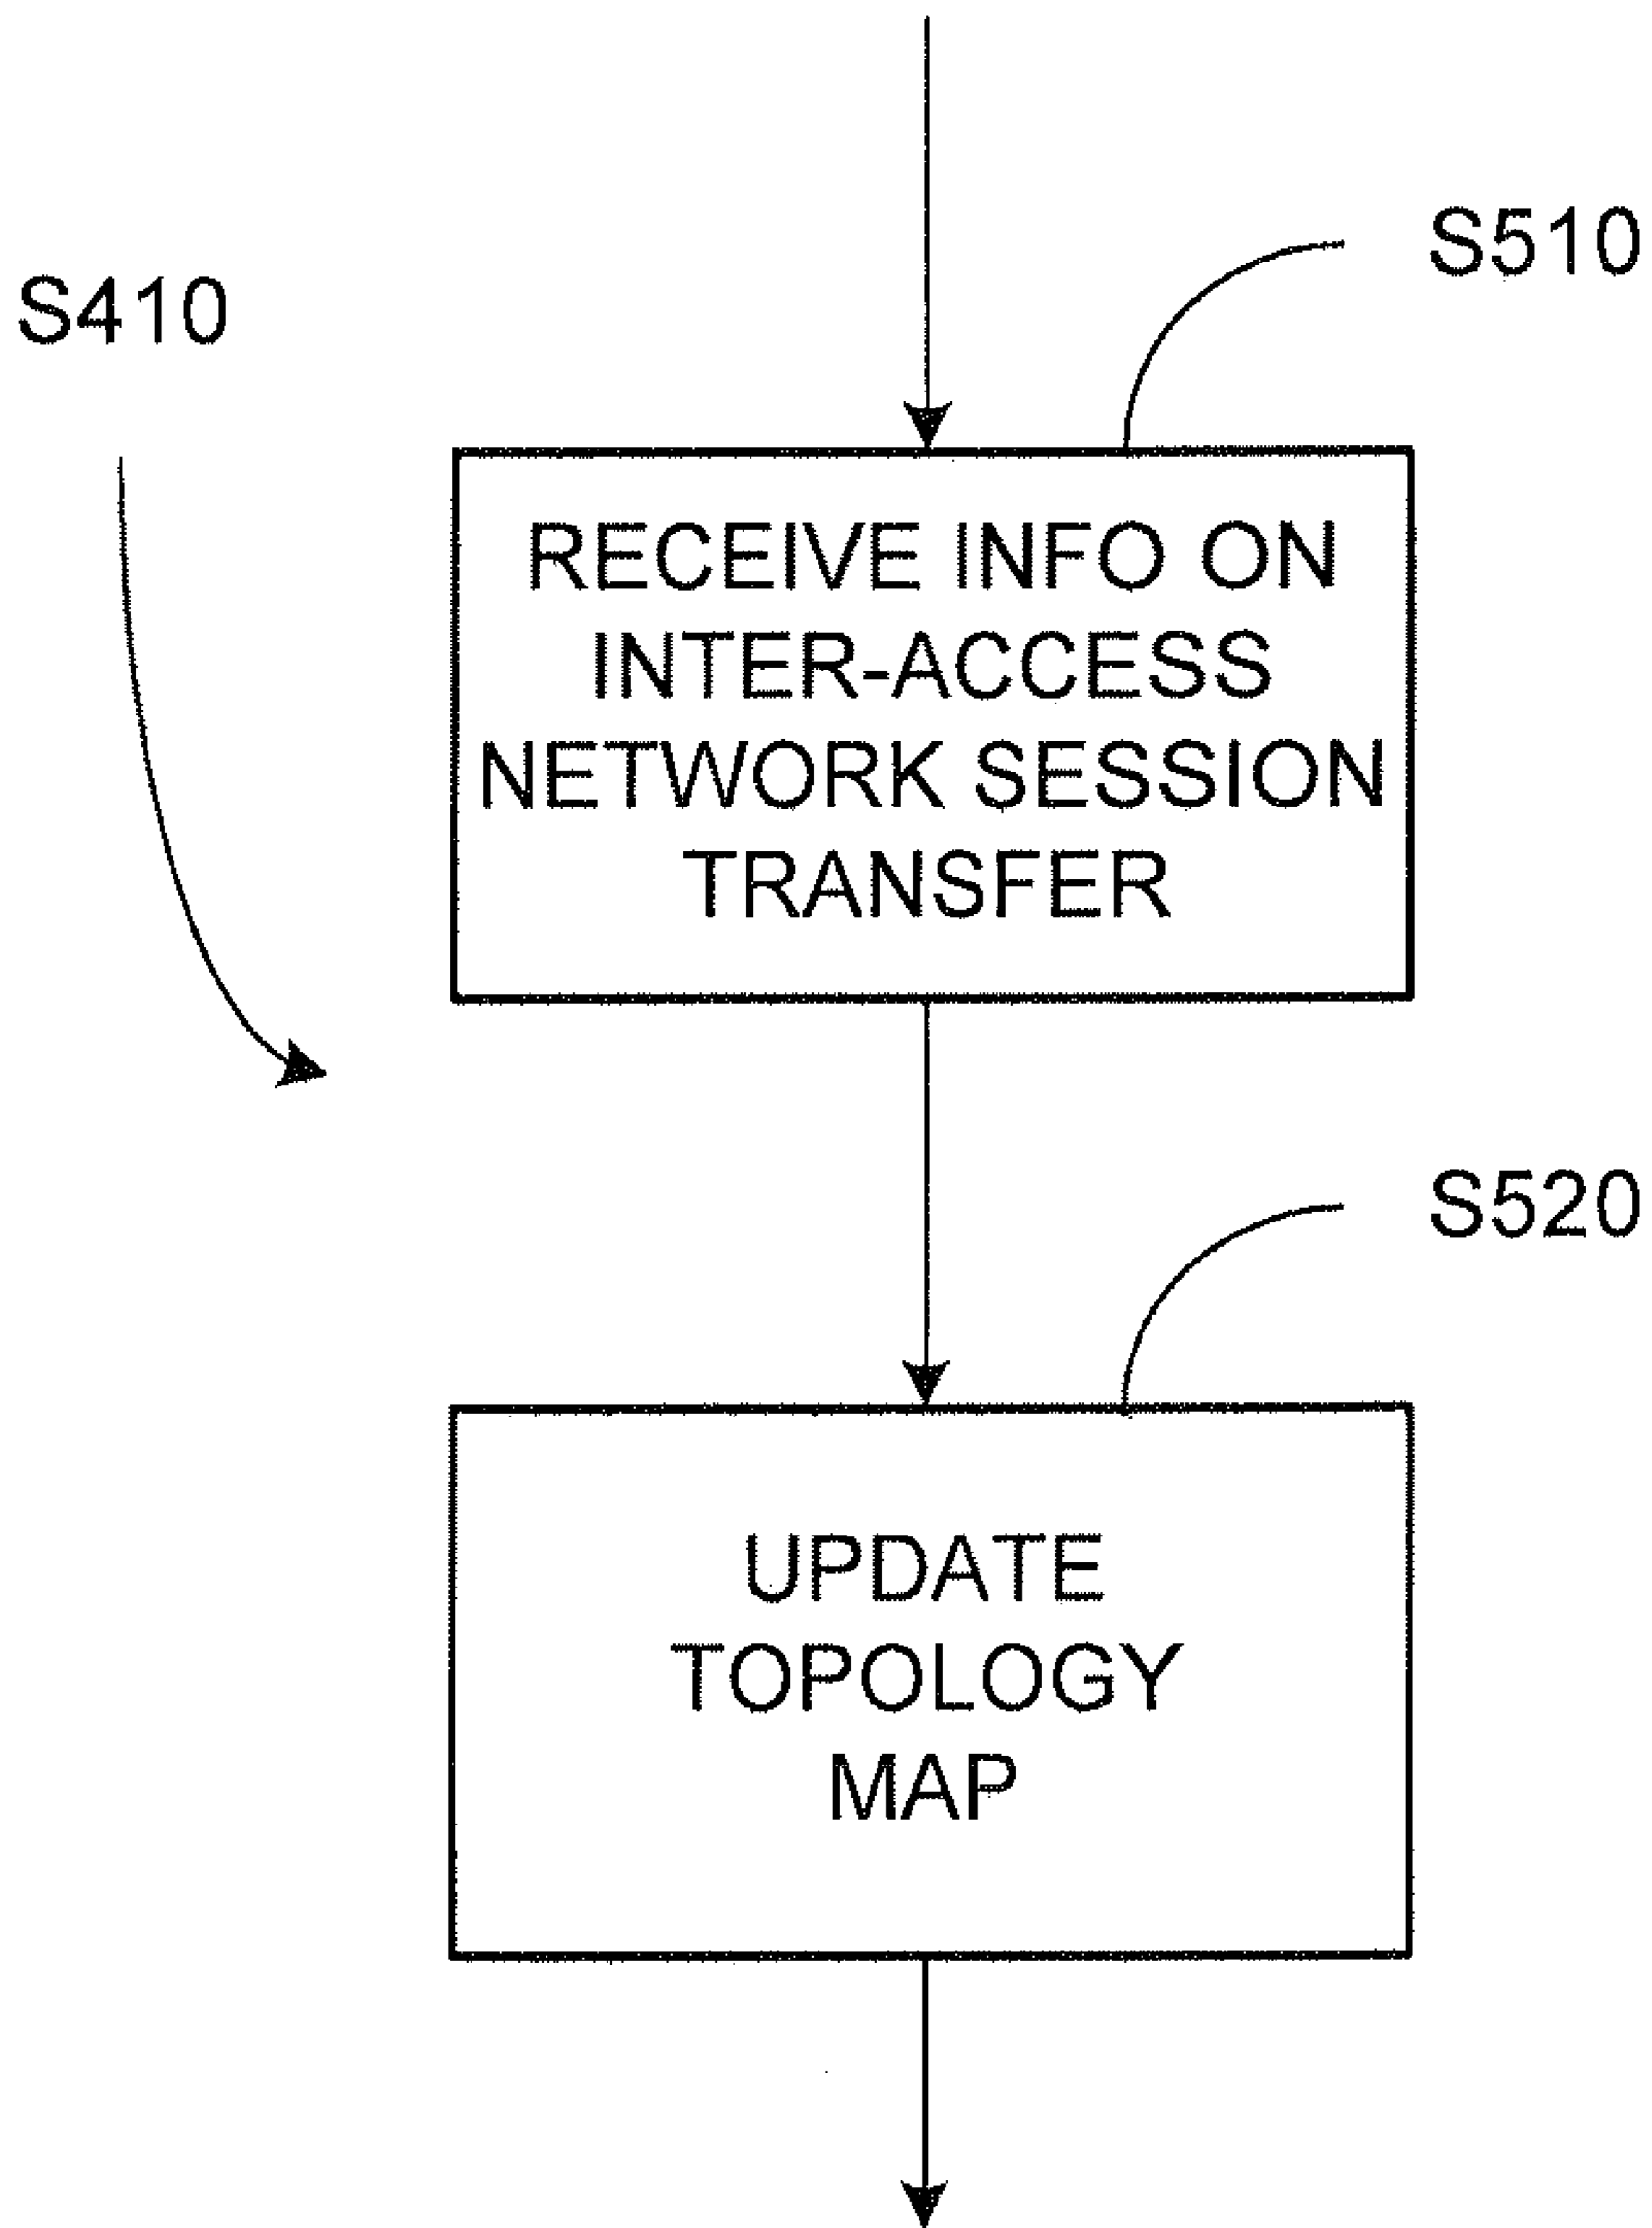 S510
S410
RECEIVE INFO ON
INTER-ACCESS
NETWORK SESSION
TRANSFER
S520
UPDATE
TOPOLOGY
MAP